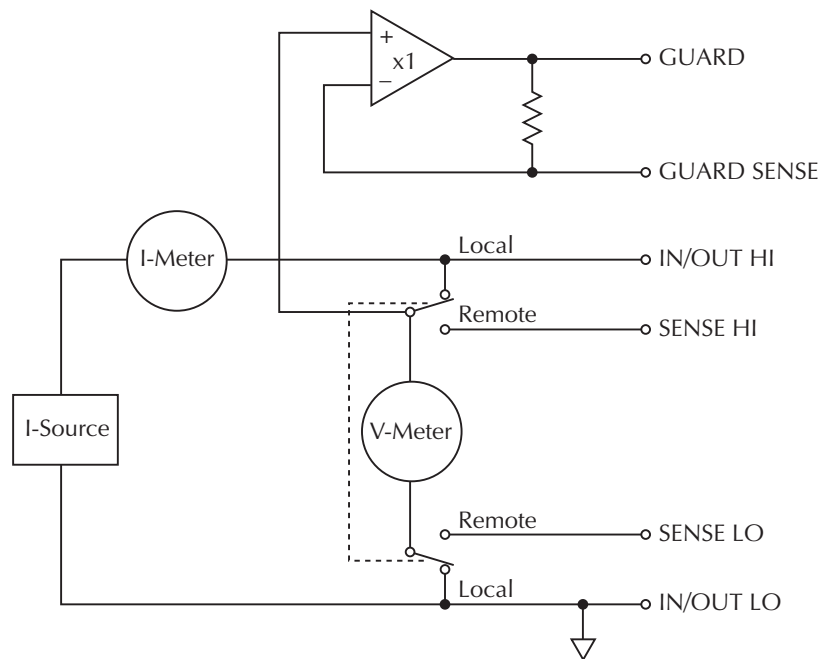 +
x1
−
GUARD
GUARD SENSE
I-Meter
Local
IN/OUT HI
Remote
SENSE HI
I-Source
V-Meter
Remote
SENSE LO
Local
IN/OUT LO